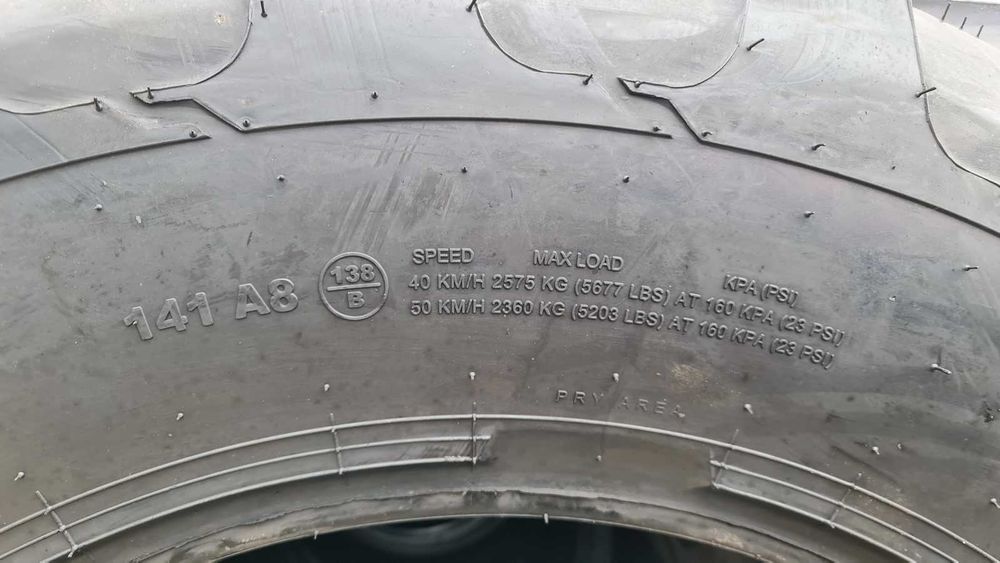 141 A8
138
B
SPEED MAX LOAD KPA (PSI)
40 KM/H 2575 KG (5677 LBS) AT 160 KPA (23 PSI)
50 KM/H 2360 KG (5203 LBS) AT 160 KPA (23 PSI)
PRY AREA